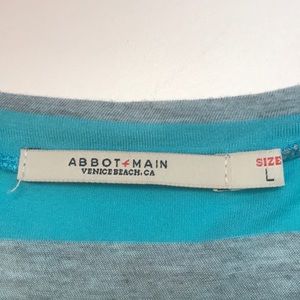 ABBOT+MAIN
VENICE BEACH, CA
SIZE
L